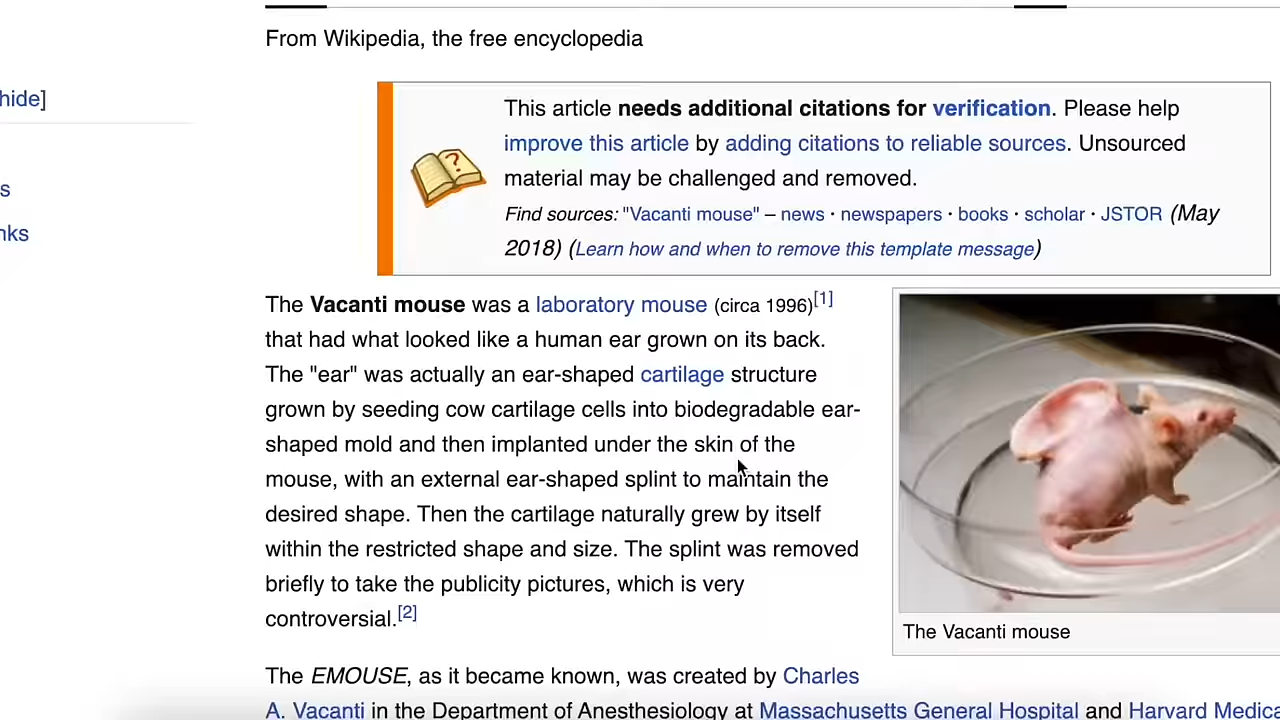 From Wikipedia, the free encyclopedia
hide]
This article needs additional citations for verification. Please help
improve this article by adding citations to reliable sources. Unsourced
material may be challenged and removed.
Find sources: "Vacanti mouse" – news · newspapers · books · scholar · JSTOR (May
2018) (Learn how and when to remove this template message)
s
nks
The Vacanti mouse was a laboratory mouse (circa 1996)[1]
that had what looked like a human ear grown on its back.
The "ear" was actually an ear-shaped cartilage structure
grown by seeding cow cartilage cells into biodegradable ear-
shaped mold and then implanted under the skin of the
mouse, with an external ear-shaped splint to maintain the
desired shape. Then the cartilage naturally grew by itself
within the restricted shape and size. The splint was removed
briefly to take the publicity pictures, which is very
controversial.[2]
The Vacanti mouse
The EMOUSE, as it became known, was created by Charles
A. Vacanti in the Department of Anesthesiology at Massachusetts General Hospital and Harvard Medica